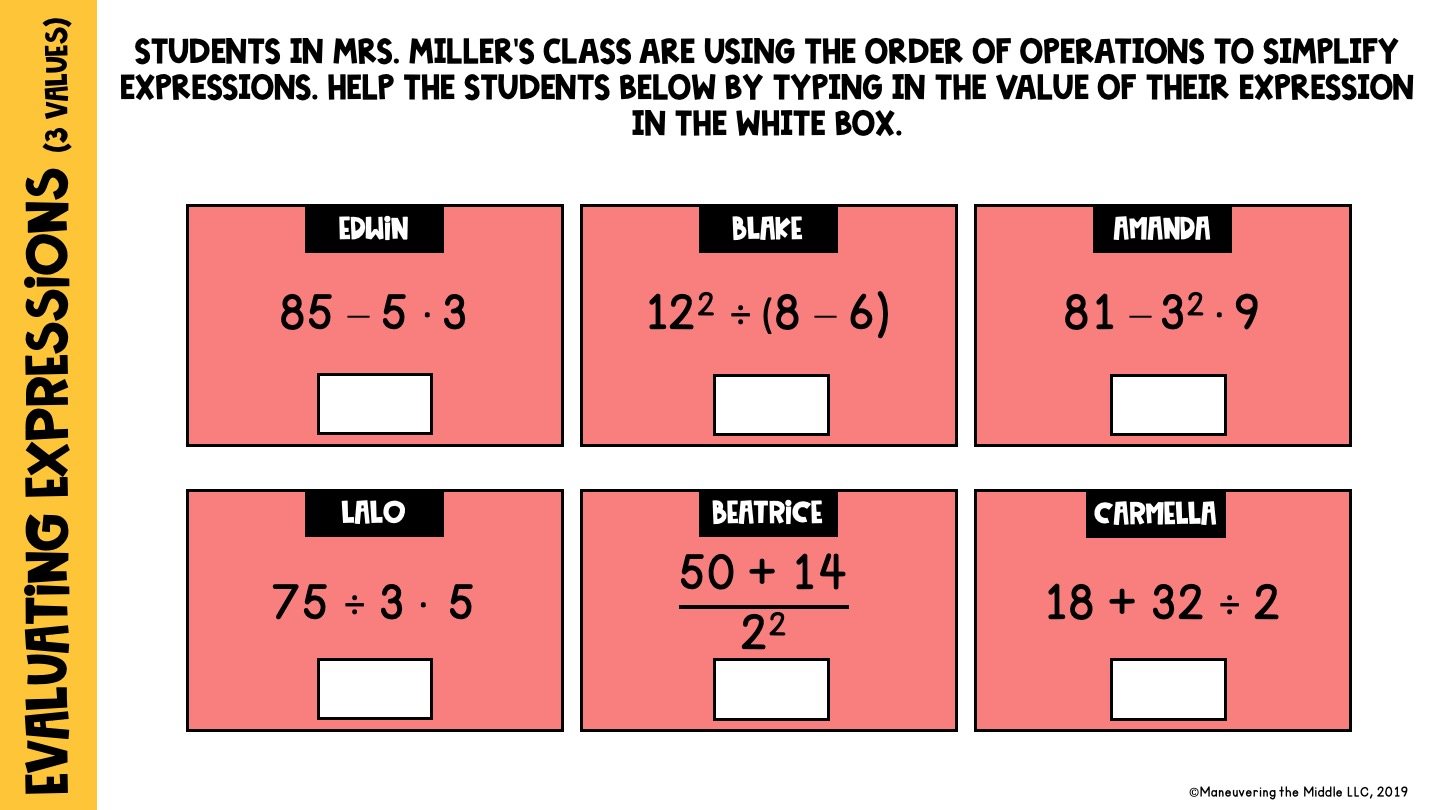 EVALUATING EXPRESSIONS (3 VALUES)
STUDENTS IN MRS. MILLER'S CLASS ARE USING THE ORDER OF OPERATIONS TO SIMPLIFY
EXPRESSIONS. HELP THE STUDENTS BELOW BY TYPING IN THE VALUE OF THEIR EXPRESSION
IN THE WHITE BOX.
EDWIN
85 – 5 · 3
BLAKE
12² ÷ (8 – 6)
AMANDA
81 – 3² · 9
LALO
75 ÷ 3 · 5
BEATRICE
50 + 14
2²
CARMELLA
18 + 32 ÷ 2
©Maneuvering the Middle LLC, 2019